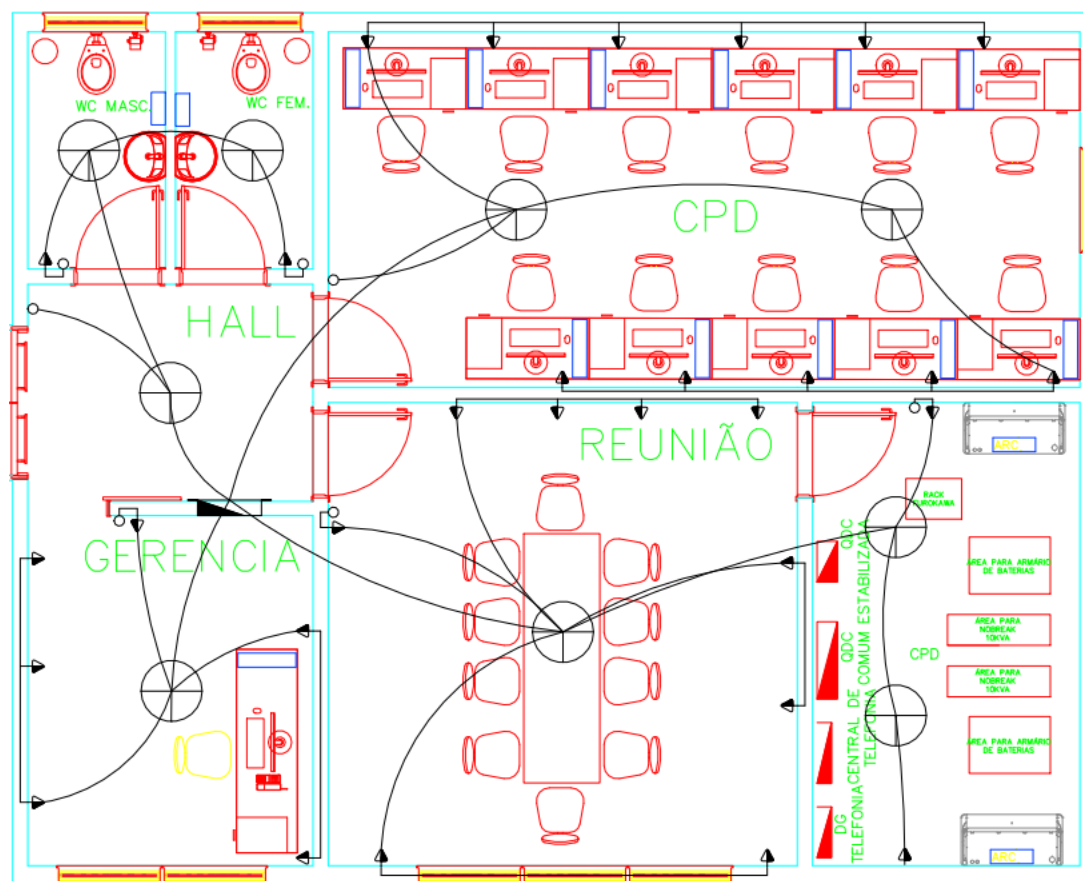 WC MASC.
WC FEM.
CPD
HALL
REUNIÃO
ARC
RACK
FUROKAWA
GERENCIA
QDC
ESTABILIZADA
ÁREA PARA ARMÁRIO
DE BATERIAS
QDC
COMUM
ÁREA PARA
NOBREAK
10KVA
CPD
ÁREA PARA
NOBREAK
10KVA
CENTRAL DE
TELEFONIA
ÁREA PARA ARMÁRIO
DE BATERIAS
DG
TELEFONIA
ARC